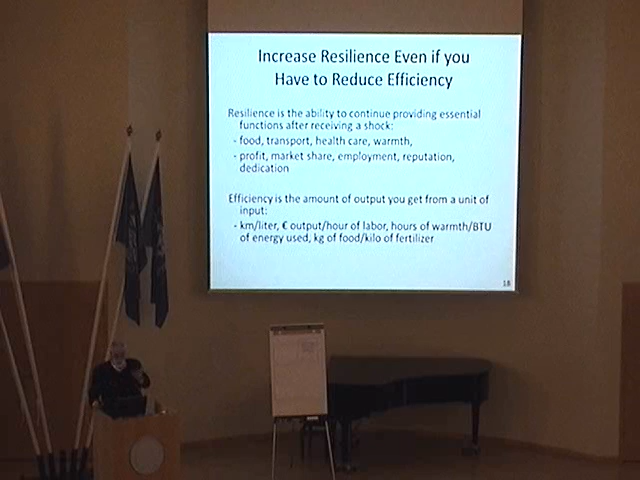 Increase Resilience Even if you
Have to Reduce Efficiency
Resilience is the ability to continue providing essential
functions after receiving a shock:
- food, transport, health care, warmth,
- profit, market share, employment, reputation,
dedication
Efficiency is the amount of output you get from a unit of
input:
- km/liter, € output/hour of labor, hours of warmth/BTU
of energy used, kg of food/kilo of fertilizer
18